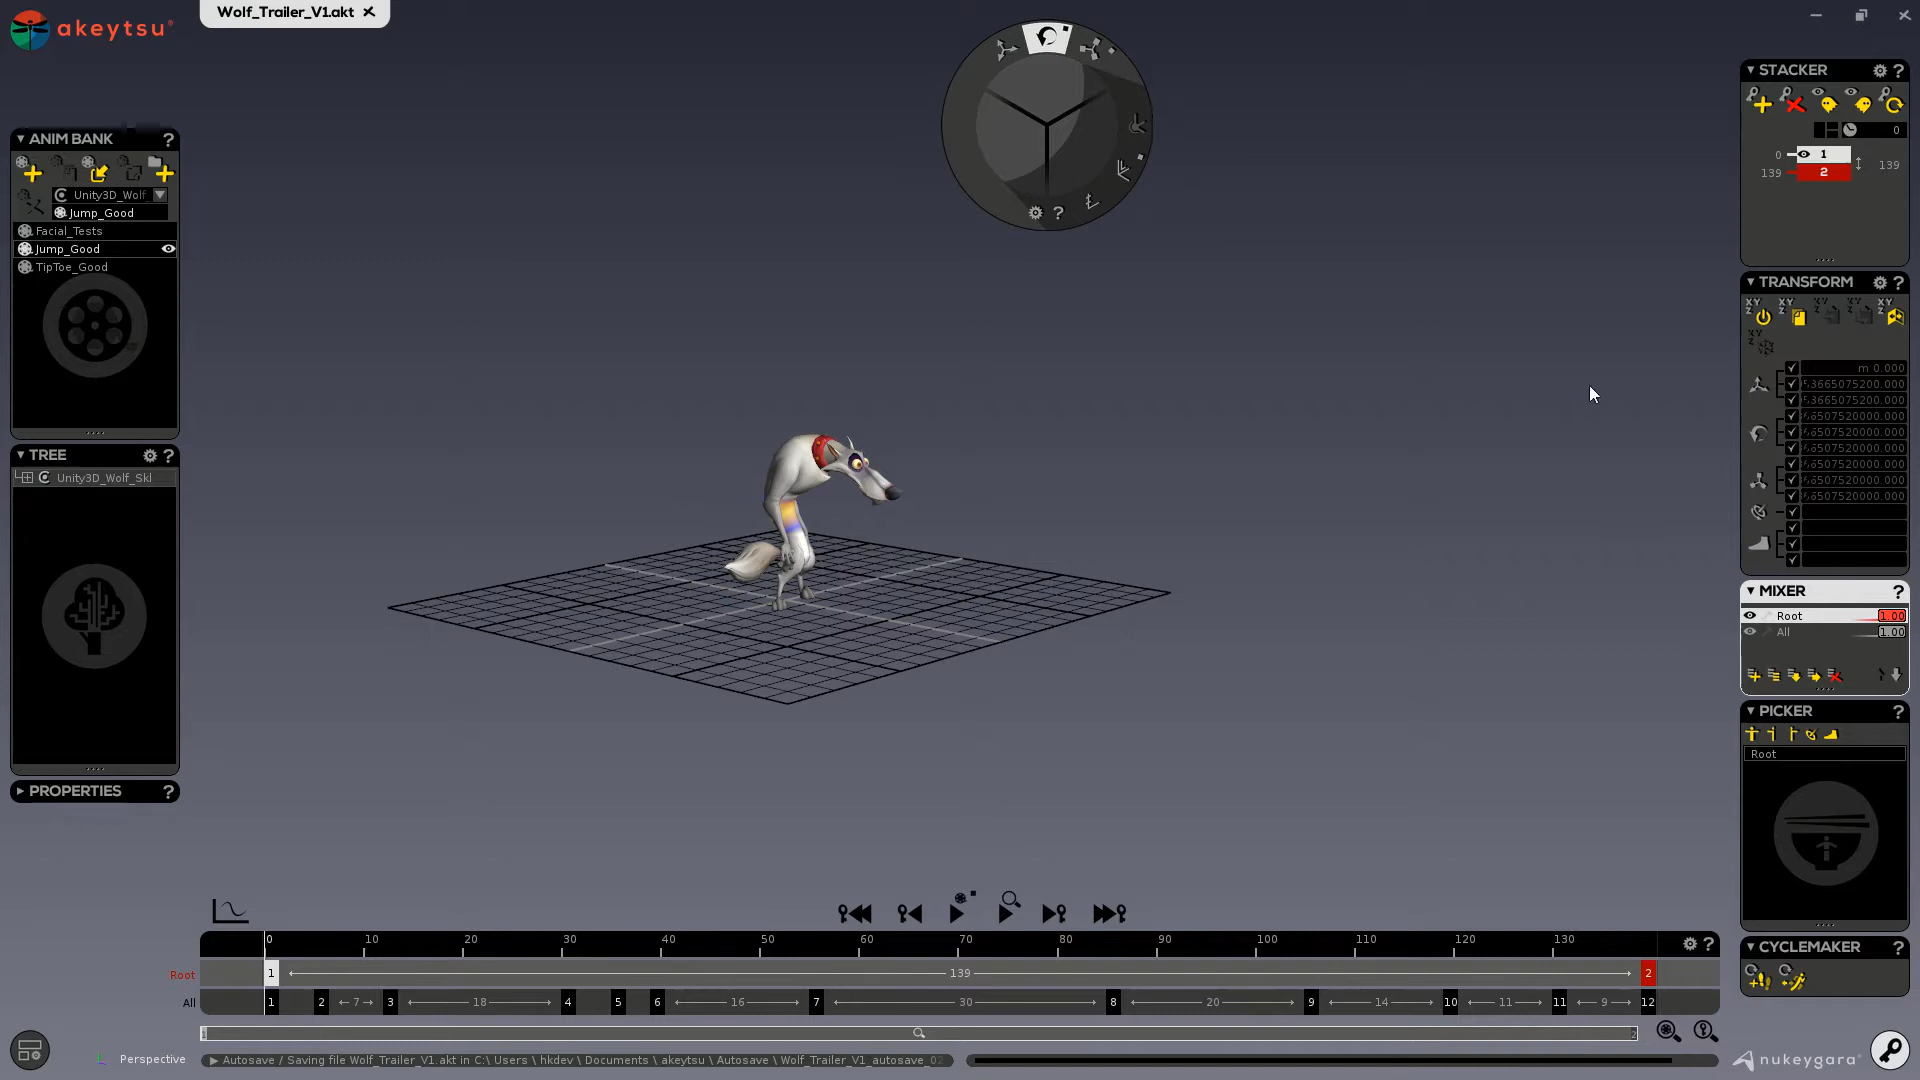 akeytsu
Wolf_Trailer_V1.akt
ANIM BANK ?
Unity3D_Wolf
Jump_Good
Facial_Tests
Jump_Good
TipToe_Good
TREE ?
Unity3D_Wolf_Skl
PROPERTIES ?
?
STACKER ?
0
0 1
139 2 139
TRANSFORM ?
m 0.000
MIXER ?
Root 1.00
All 1.00
PICKER ?
Root
CYCLEMAKER ?
0 10 20 30 40 50 60 70 80 90 100 110 120 130 ?
Root 1 139 2
All 1 2 7 3 18 4 5 6 16 7 30 8 20 9 14 10 11 11 9 12
Perspective
Autosave / Saving file Wolf_Trailer_V1.akt in C:\ Users \ hkdev \ Documents \ akeytsu \ Autosave \ Wolf_Trailer_V1_autosave_02
nukeygara